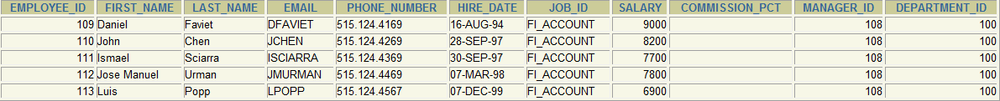 EMPLOYEE_ID FIRST_NAME LAST_NAME EMAIL PHONE_NUMBER HIRE_DATE JOB_ID SALARY COMMISSION_PCT MANAGER_ID DEPARTMENT_ID
109 Daniel Faviet DFAVIET 515.124.4169 16-AUG-94 FI_ACCOUNT 9000 108 100
110 John Chen JCHEN 515.124.4269 28-SEP-97 FI_ACCOUNT 8200 108 100
111 Ismael Sciarra ISCIARRA 515.124.4369 30-SEP-97 FI_ACCOUNT 7700 108 100
112 Jose Manuel Urman JMURMAN 515.124.4469 07-MAR-98 FI_ACCOUNT 7800 108 100
113 Luis Popp LPOPP 515.124.4567 07-DEC-99 FI_ACCOUNT 6900 108 100